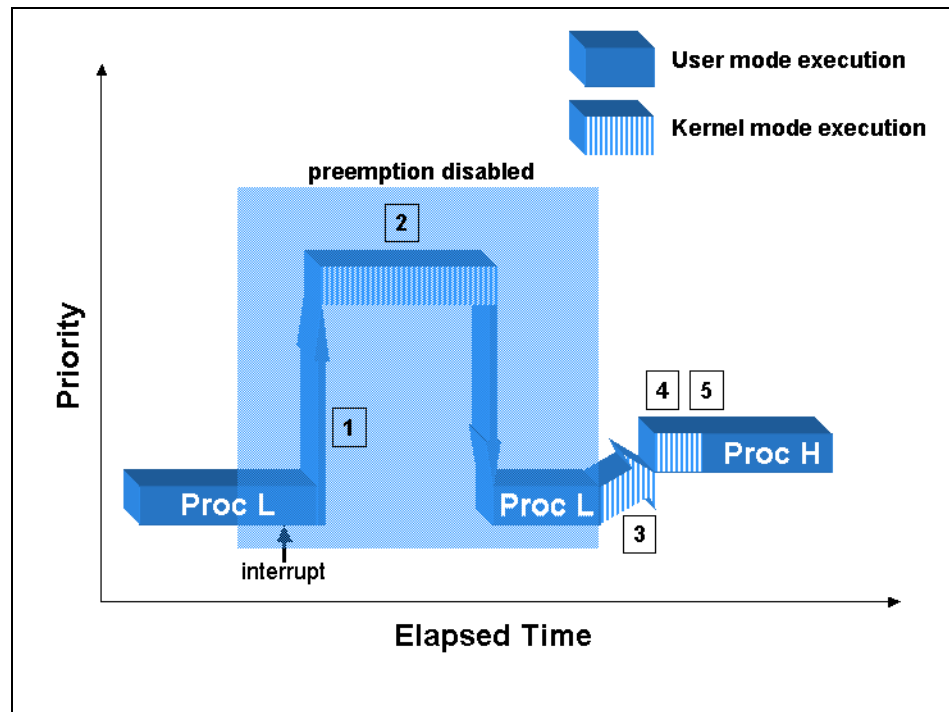 User mode execution
Kernel mode execution
preemption disabled
2
1
4 5
Proc H
Proc L
Proc L
3
interrupt
Priority
Elapsed Time